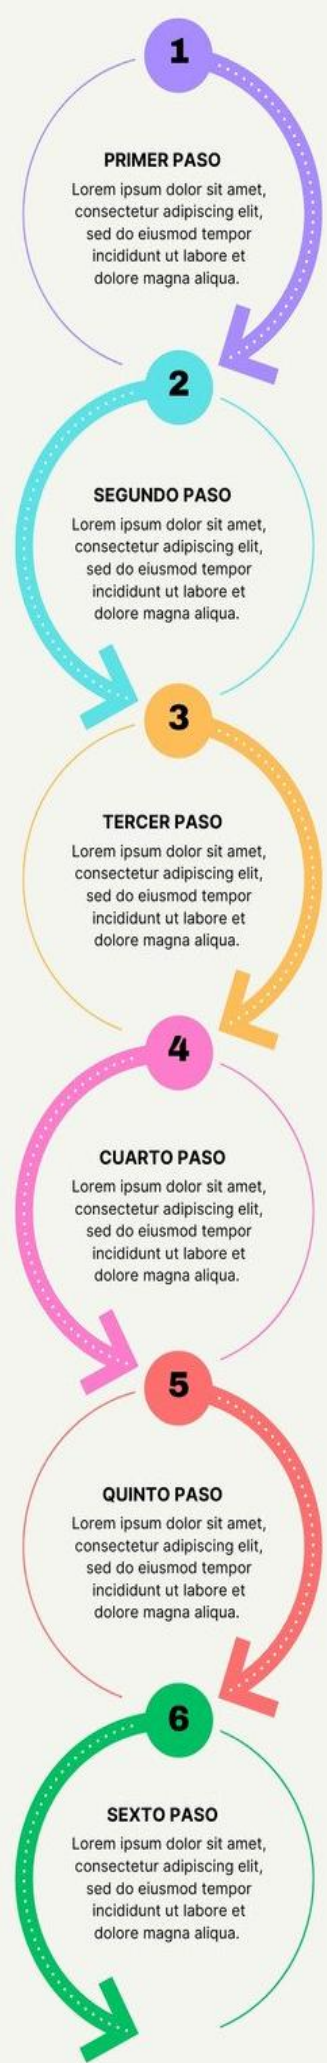 1
PRIMER PASO
Lorem ipsum dolor sit amet,
consectetur adipiscing elit,
sed do eiusmod tempor
incididunt ut labore et
dolore magna aliqua.
2
SEGUNDO PASO
Lorem ipsum dolor sit amet,
consectetur adipiscing elit,
sed do eiusmod tempor
incididunt ut labore et
dolore magna aliqua.
3
TERCER PASO
Lorem ipsum dolor sit amet,
consectetur adipiscing elit,
sed do eiusmod tempor
incididunt ut labore et
dolore magna aliqua.
4
CUARTO PASO
Lorem ipsum dolor sit amet,
consectetur adipiscing elit,
sed do eiusmod tempor
incididunt ut labore et
dolore magna aliqua.
5
QUINTO PASO
Lorem ipsum dolor sit amet,
consectetur adipiscing elit,
sed do eiusmod tempor
incididunt ut labore et
dolore magna aliqua.
6
SEXTO PASO
Lorem ipsum dolor sit amet,
consectetur adipiscing elit,
sed do eiusmod tempor
incididunt ut labore et
dolore magna aliqua.